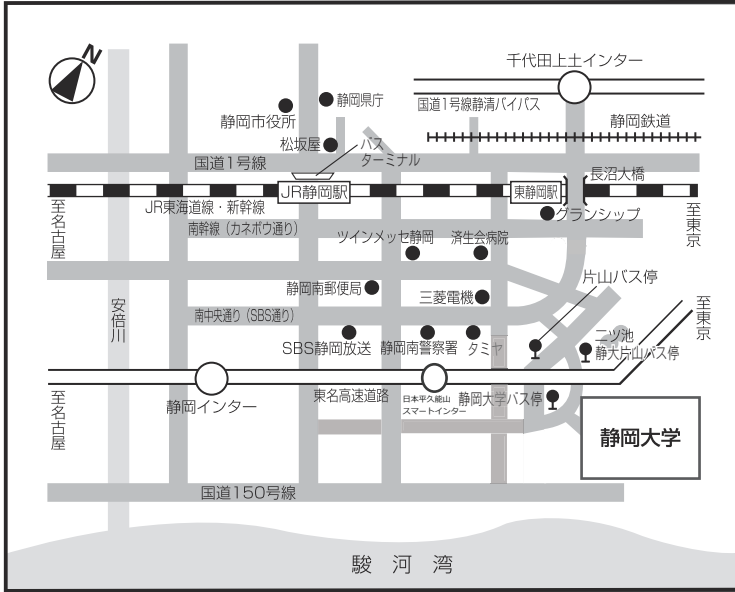 N
千代田上土インター
国道1号線静清バイパス
静岡鉄道
静岡県庁
静岡市役所
松坂屋
バス
ターミナル
国道1号線
長沼大橋
JR静岡駅
東静岡駅
グランシップ
至名古屋
JR東海道線・新幹線
至東京
南幹線(カネボウ通り)
ツインメッセ静岡
済生会病院
片山バス停
静岡南郵便局
三菱電機
安倍川
南中央通り(SBS通り)
至東京
SBS静岡放送
静岡南警察署
タミヤ
二ツ池
静大片山バス停
至名古屋
静岡インター
東名高速道路
日本平久能山
スマートインター
静岡大学バス停
静岡大学
国道150号線
駿河湾